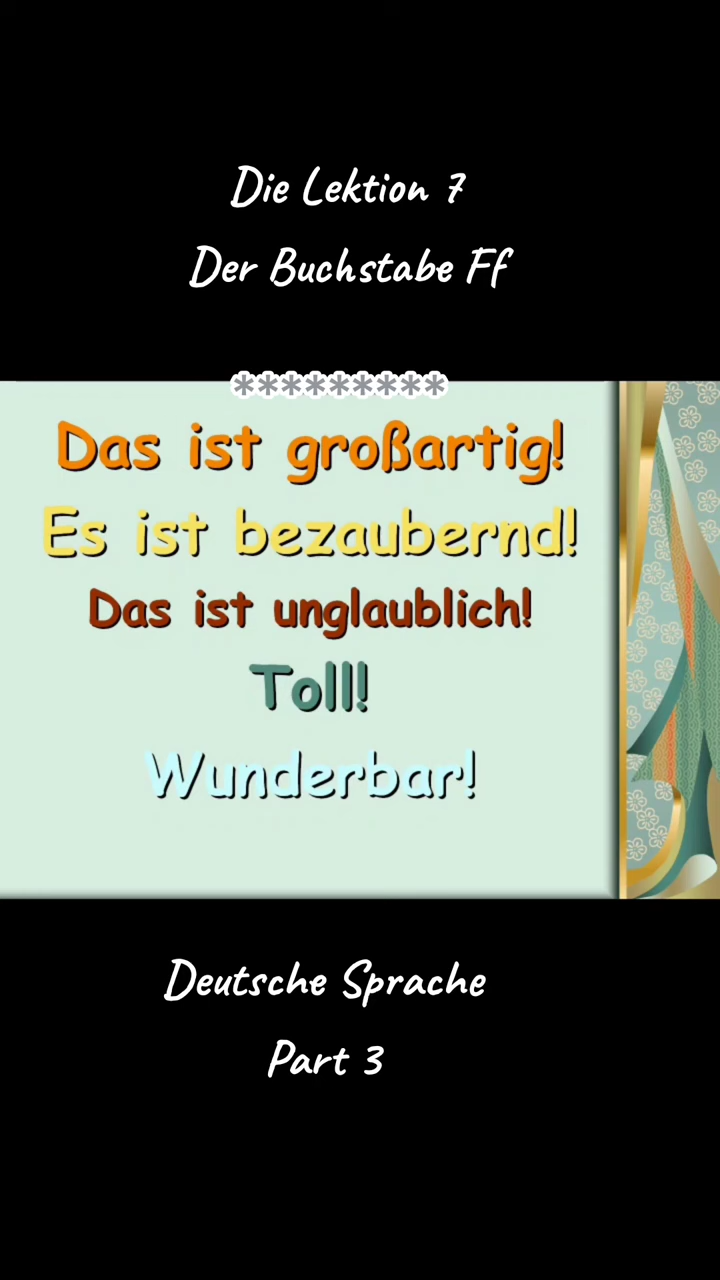 Die Lektion 7
Der Buchstabe Ff
*********
Das ist großartig!
Es ist bezaubernd!
Das ist unglaublich!
Toll!
Wunderbar!
Deutsche Sprache
Part 3